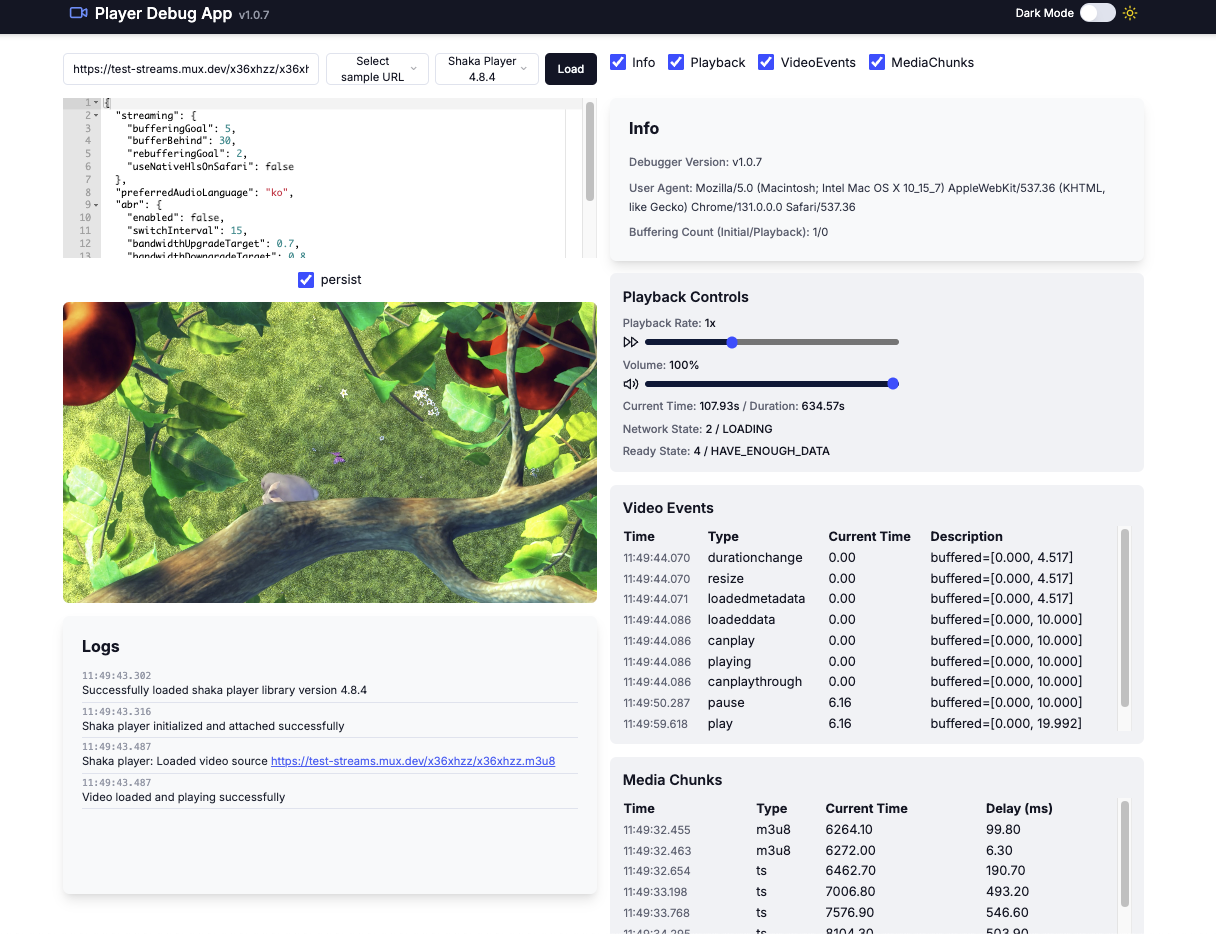 Player Debug App v1.0.7
Dark Mode
https://test-streams.mux.dev/x36xhzz/x36xh
Select sample URL
Shaka Player 4.8.4
Load
Info
Playback
VideoEvents
MediaChunks
1 {
2 "streaming": {
3 "bufferingGoal": 5,
4 "bufferBehind": 30,
5 "rebufferingGoal": 2,
6 "useNativeHlsOnSafari": false
7 },
8 "preferredAudioLanguage": "ko",
9 "abr": {
10 "enabled": false,
11 "switchInterval": 15,
12 "bandwidthUpgradeTarget": 0.7,
13 "bandwidthDowngradeTarget": 0.8
persist
Logs
11:49:43.302
Successfully loaded shaka player library version 4.8.4
11:49:43.316
Shaka player initialized and attached successfully
11:49:43.487
Shaka player: Loaded video source https://test-streams.mux.dev/x36xhzz/x36xhzz.m3u8
11:49:43.487
Video loaded and playing successfully
Info
Debugger Version: v1.0.7
User Agent: Mozilla/5.0 (Macintosh; Intel Mac OS X 10_15_7) AppleWebKit/537.36 (KHTML,
like Gecko) Chrome/131.0.0.0 Safari/537.36
Buffering Count (Initial/Playback): 1/0
Playback Controls
Playback Rate: 1x
Volume: 100%
Current Time: 107.93s / Duration: 634.57s
Network State: 2 / LOADING
Ready State: 4 / HAVE_ENOUGH_DATA
Video Events
Time Type Current Time Description
11:49:44.070 durationchange 0.00 buffered=[0.000, 4.517]
11:49:44.070 resize 0.00 buffered=[0.000, 4.517]
11:49:44.071 loadedmetadata 0.00 buffered=[0.000, 4.517]
11:49:44.086 loadeddata 0.00 buffered=[0.000, 10.000]
11:49:44.086 canplay 0.00 buffered=[0.000, 10.000]
11:49:44.086 playing 0.00 buffered=[0.000, 10.000]
11:49:44.086 canplaythrough 0.00 buffered=[0.000, 10.000]
11:49:50.287 pause 6.16 buffered=[0.000, 10.000]
11:49:59.618 play 6.16 buffered=[0.000, 19.992]
Media Chunks
Time Type Current Time Delay (ms)
11:49:32.455 m3u8 6264.10 99.80
11:49:32.463 m3u8 6272.00 6.30
11:49:32.654 ts 6462.70 190.70
11:49:33.198 ts 7006.80 493.20
11:49:33.768 ts 7576.90 546.60
11:49:34.295 ts 8104.30 503.90